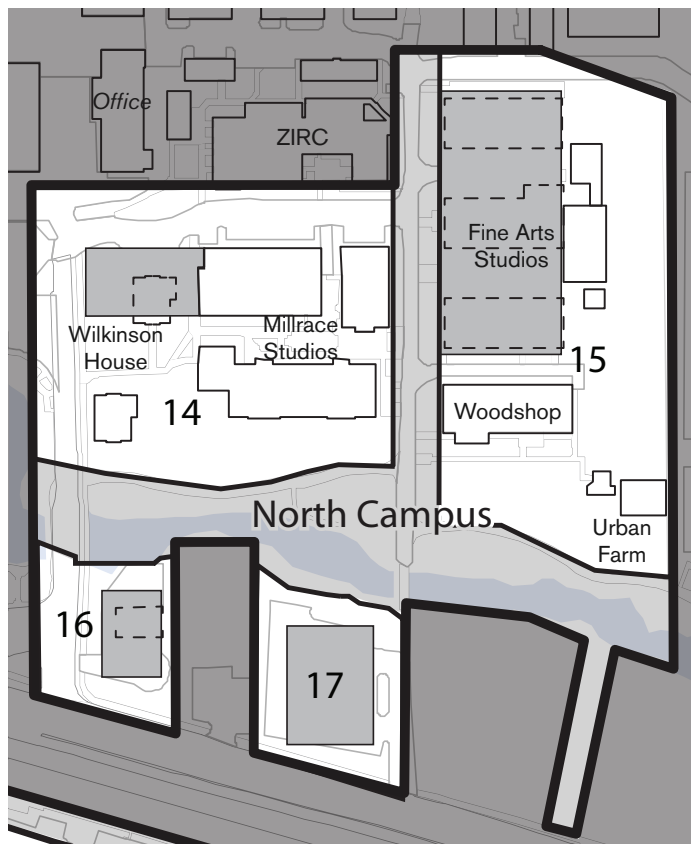 Office
ZIRC
Fine Arts
Studios
Wilkinson
House
Millrace
Studios
15
14
Woodshop
North Campus
Urban
Farm
16
17